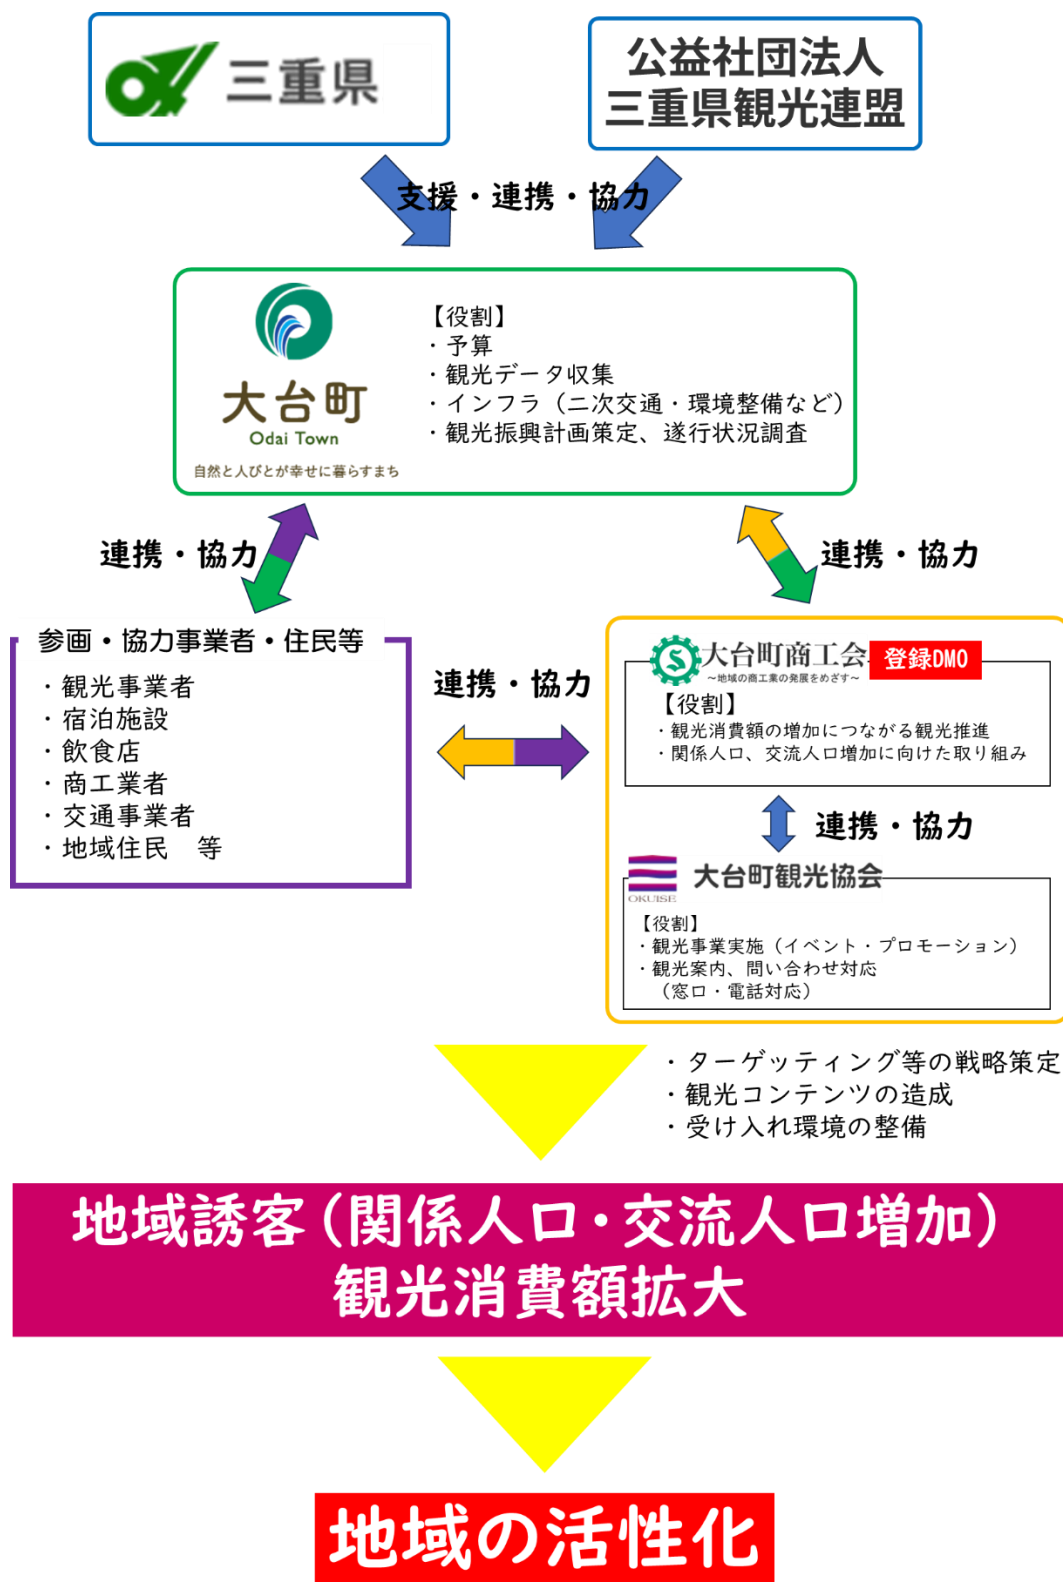 三重県
公益社団法人
三重県観光連盟
支援・連携・協力
大台町
Odai Town
自然と人びとが幸せに暮らすまち
【役割】
・予算
・観光データ収集
・インフラ（二次交通・環境整備など）
・観光振興計画策定、遂行状況調査
連携・協力
連携・協力
参画・協力事業者・住民等
・観光事業者
・宿泊施設
・飲食店
・商工業者
・交通事業者
・地域住民　等
連携・協力
大台町商工会
～地域の商工業の発展をめざす～
登録DMO
【役割】
・観光消費額の増加につながる観光推進
・関係人口、交流人口増加に向けた取り組み
連携・協力
OKUISE
大台町観光協会
【役割】
・観光事業実施（イベント・プロモーション）
・観光案内、問い合わせ対応
（窓口・電話対応）
・ターゲッティング等の戦略策定
・観光コンテンツの造成
・受け入れ環境の整備
地域誘客（関係人口・交流人口増加）
観光消費額拡大
地域の活性化